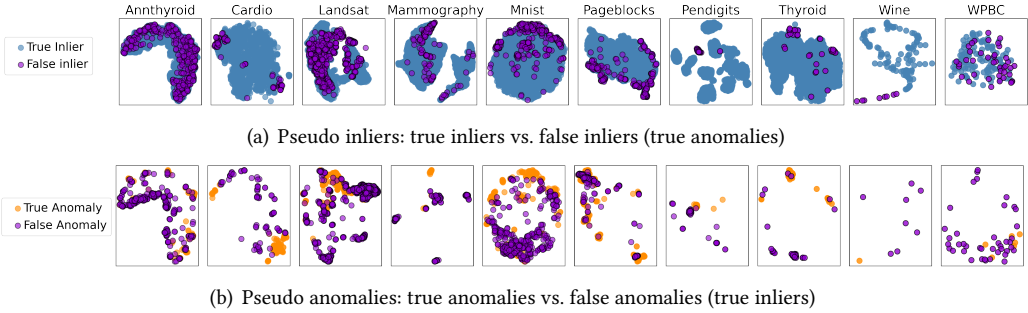 Annthyroid Cardio Landsat Mammography Mnist Pageblocks Pendigits Thyroid Wine WPBC
True Inlier
False inlier
(a) Pseudo inliers: true inliers vs. false inliers (true anomalies)
True Anomaly
False Anomaly
(b) Pseudo anomalies: true anomalies vs. false anomalies (true inliers)